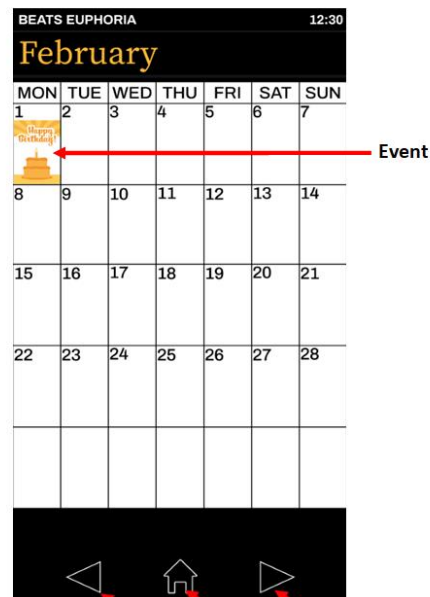 BEATS EUPHORIA 12:30
February
MON TUE WED THU FRI SAT SUN
1 2 3 4 5 6 7
Happy
Birthday!
Event
8 9 10 11 12 13 14
15 16 17 18 19 20 21
22 23 24 25 26 27 28